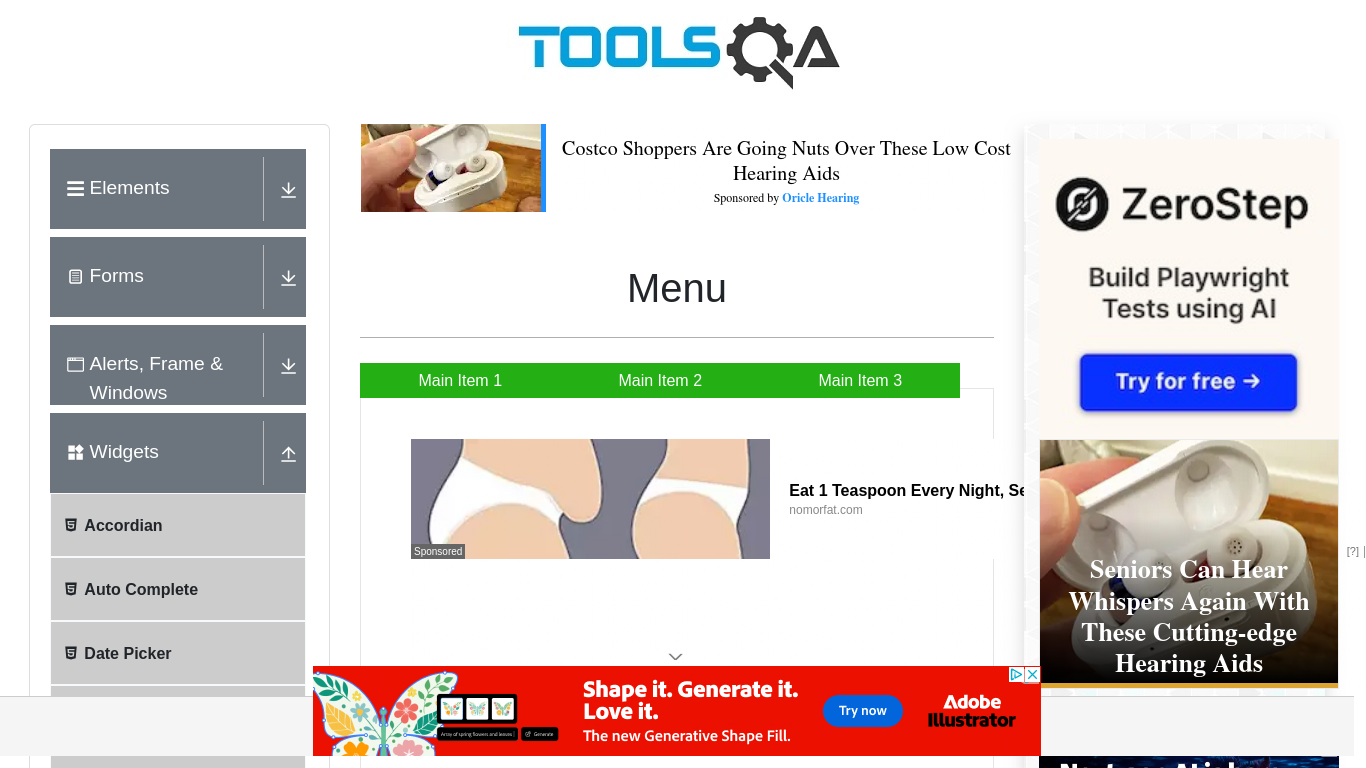 TOOLSQA
Elements
Forms
Alerts, Frame &
Windows
Widgets
Accordian
Auto Complete
Date Picker
Costco Shoppers Are Going Nuts Over These Low Cost
Hearing Aids
Sponsored by Oricle Hearing
Menu
Main Item 1
Main Item 2
Main Item 3
Sponsored
Eat 1 Teaspoon Every Night, Se
nomorfat.com
ZeroStep
Build Playwright
Tests using AI
Try for free →
Seniors Can Hear
Whispers Again With
These Cutting-edge
Hearing Aids
[?]
Array of spring flowers and leaves
Generate
Shape it. Generate it.
Love it.
The new Generative Shape Fill.
Try now
Adobe
Illustrator